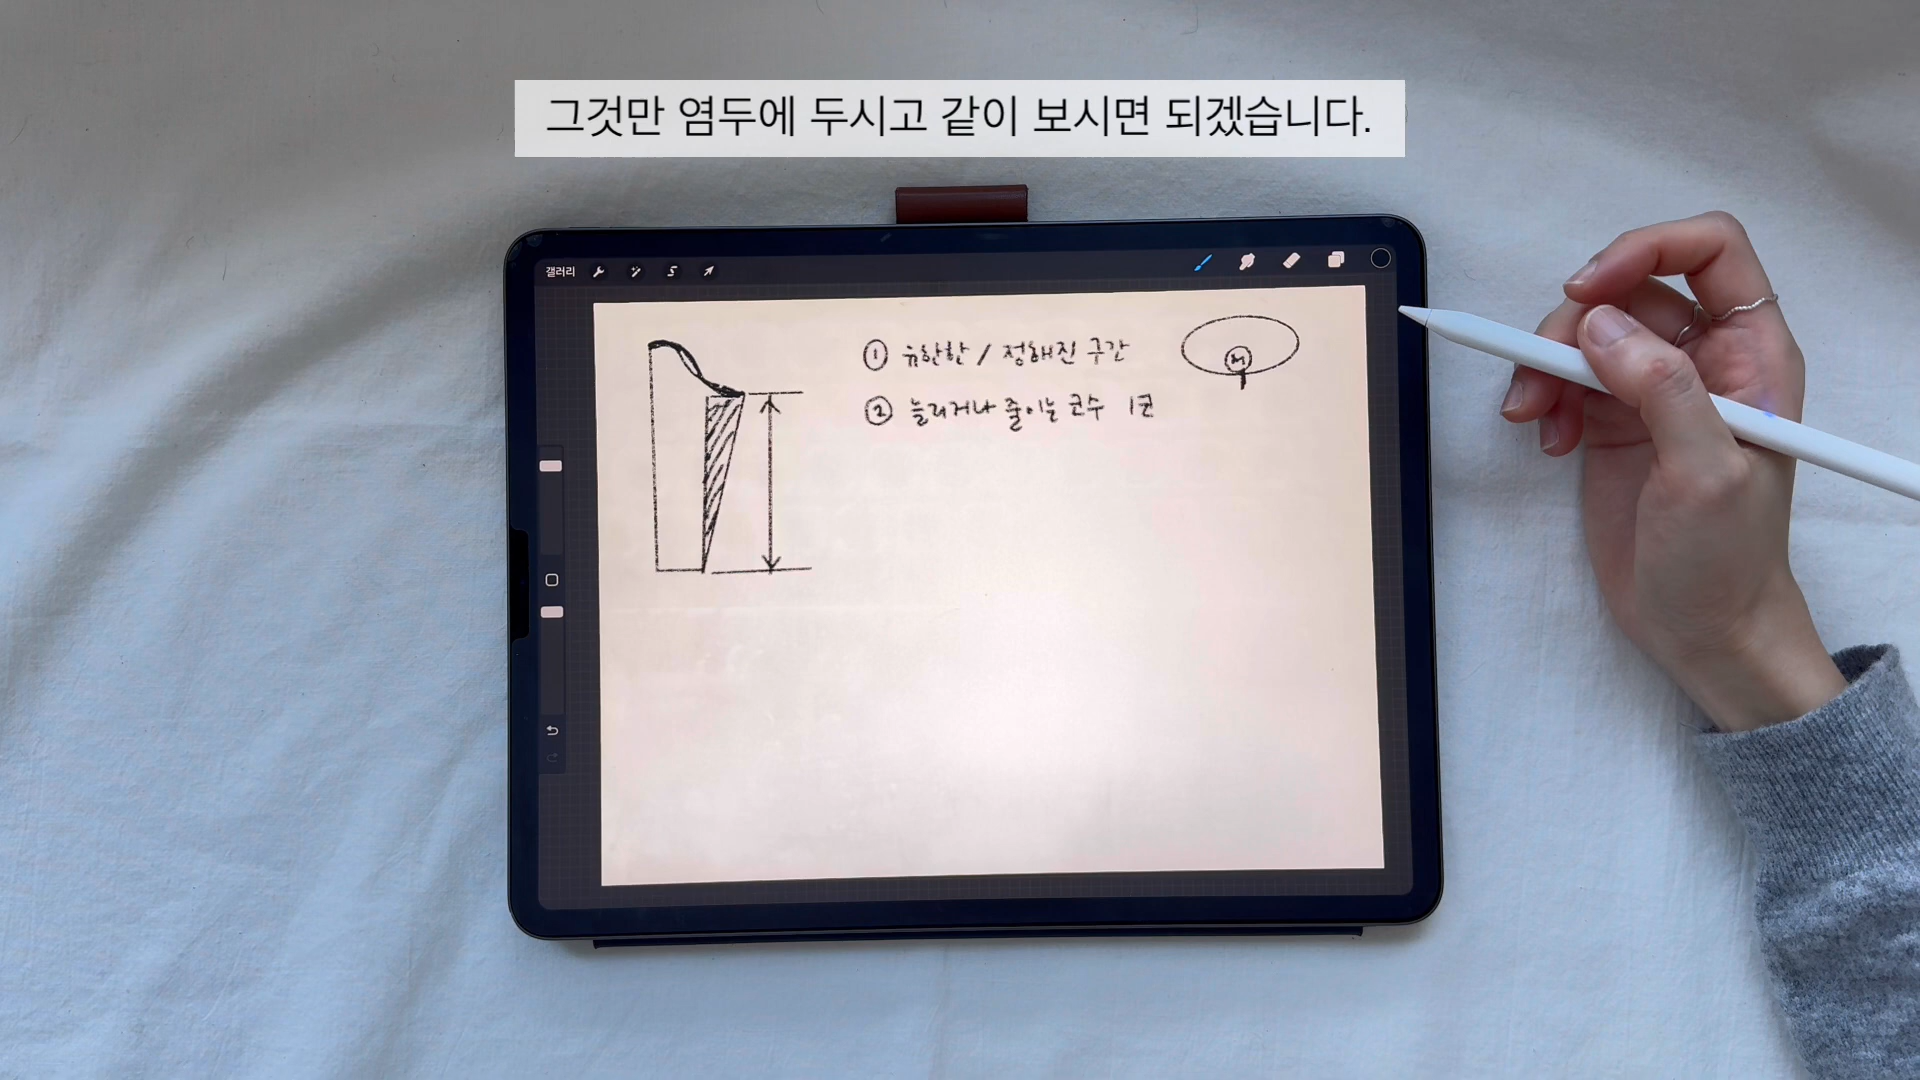 그것만 염두에 두시고 같이 보시면 되겠습니다.
갤러리
① 유한한 / 정해진 구간
② 늘리거나 줄이는 코수 1코